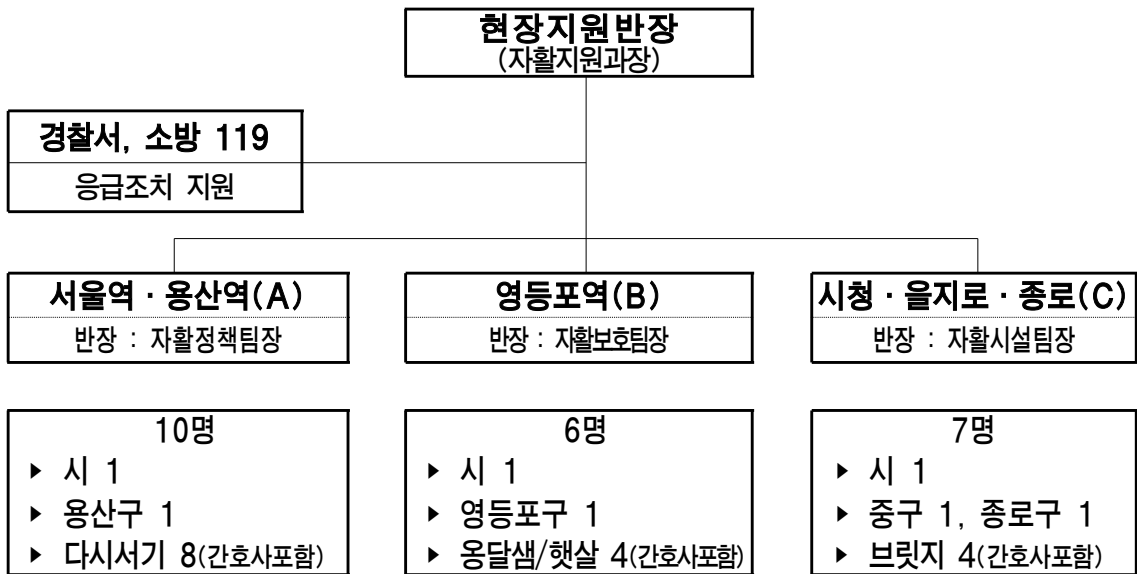 현장지원반장
(자활지원과장)
경찰서, 소방 119
응급조치 지원
서울역·용산역(A)
반장 : 자활정책팀장
영등포역(B)
반장 : 자활보호팀장
시청·을지로·종로(C)
반장 : 자활시설팀장
10명
▸ 시 1
▸ 용산구 1
▸ 다시서기 8(간호사포함)
6명
▸ 시 1
▸ 영등포구 1
▸ 옹달샘/햇살 4(간호사포함)
7명
▸ 시 1
▸ 중구 1, 종로구 1
▸ 브릿지 4(간호사포함)